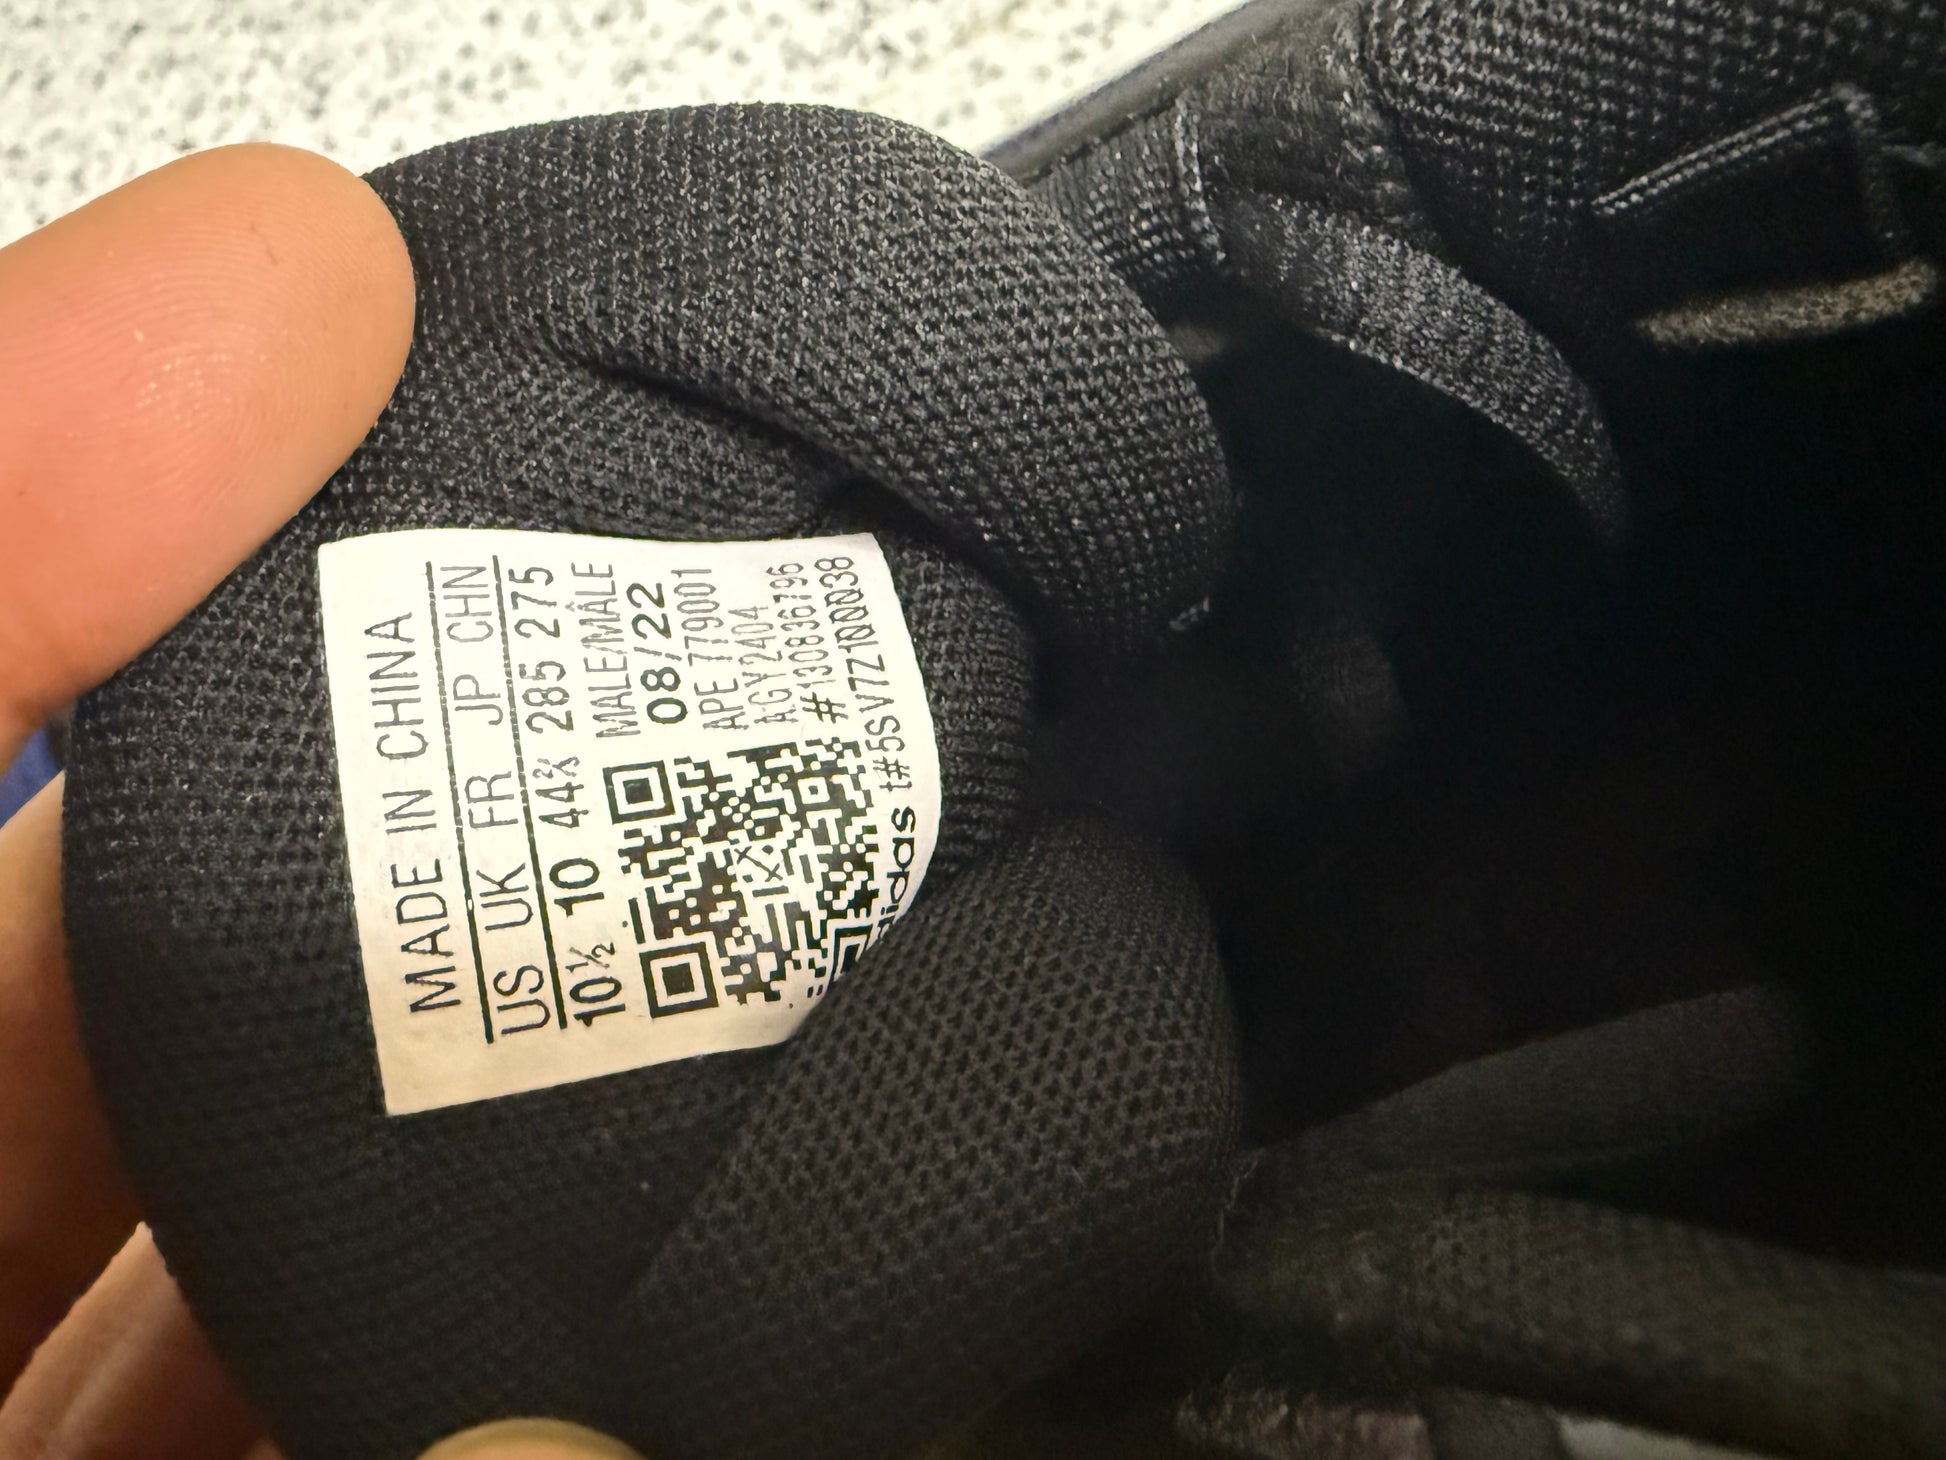 MADE IN CHINA
US UK FR JP CHN
10½ 10 44⅔ 285 275
MALE/MÂLE
08/22
APE 779001
AGY2404
#130836796
t#5SV7Z1QQQ38
adidas